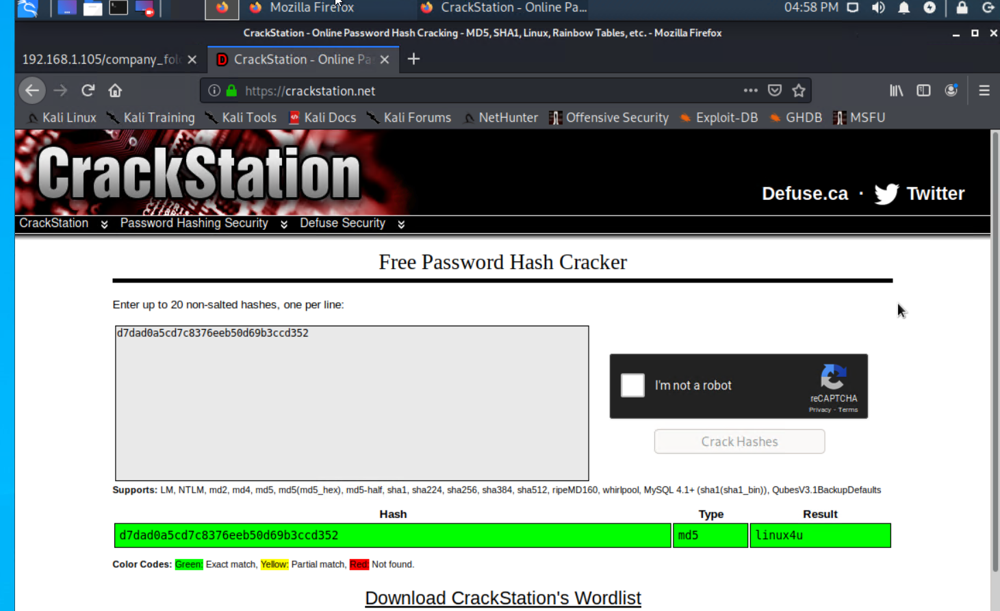 Mozilla Firefox
CrackStation - Online Pa...
04:58 PM
CrackStation - Online Password Hash Cracking - MD5, SHA1, Linux, Rainbow Tables, etc. - Mozilla Firefox
192.168.1.105/company_fol
CrackStation - Online Pa
https://crackstation.net
Kali Linux Kali Training Kali Tools Kali Docs Kali Forums NetHunter Offensive Security Exploit-DB GHDB MSFU
CrackStation
Defuse.ca · Twitter
CrackStation Password Hashing Security Defuse Security
Free Password Hash Cracker
Enter up to 20 non-salted hashes, one per line:
d7dad0a5cd7c8376eeb50d69b3ccd352
I'm not a robot
reCAPTCHA
Privacy - Terms
Crack Hashes
Supports: LM, NTLM, md2, md4, md5, md5(md5_hex), md5-half, sha1, sha224, sha256, sha384, sha512, ripeMD160, whirlpool, MySQL 4.1+ (sha1(sha1_bin)), QubesV3.1BackupDefaults
Hash Type Result
d7dad0a5cd7c8376eeb50d69b3ccd352 md5 linux4u
Color Codes: Green: Exact match, Yellow: Partial match, Red: Not found.
Download CrackStation's Wordlist